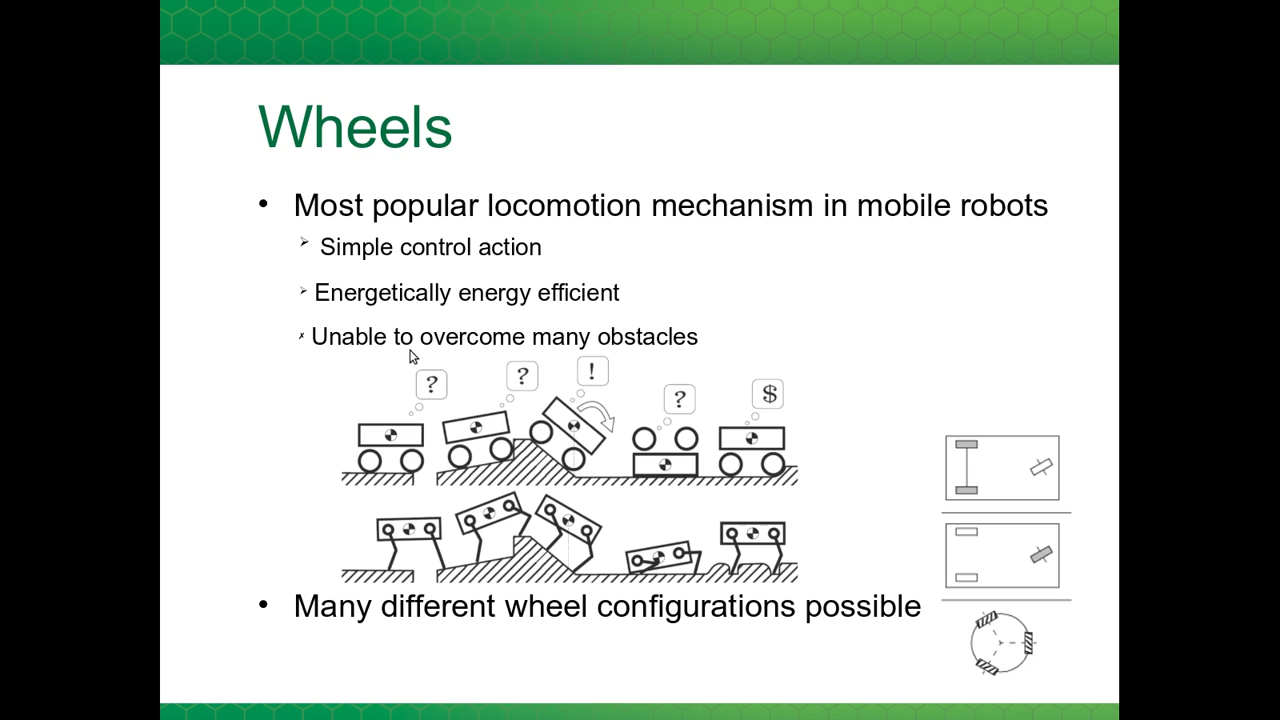 Wheels
• Most popular locomotion mechanism in mobile robots
➢ Simple control action
➢ Energetically energy efficient
✗ Unable to overcome many obstacles
? ? ! ? $
• Many different wheel configurations possible